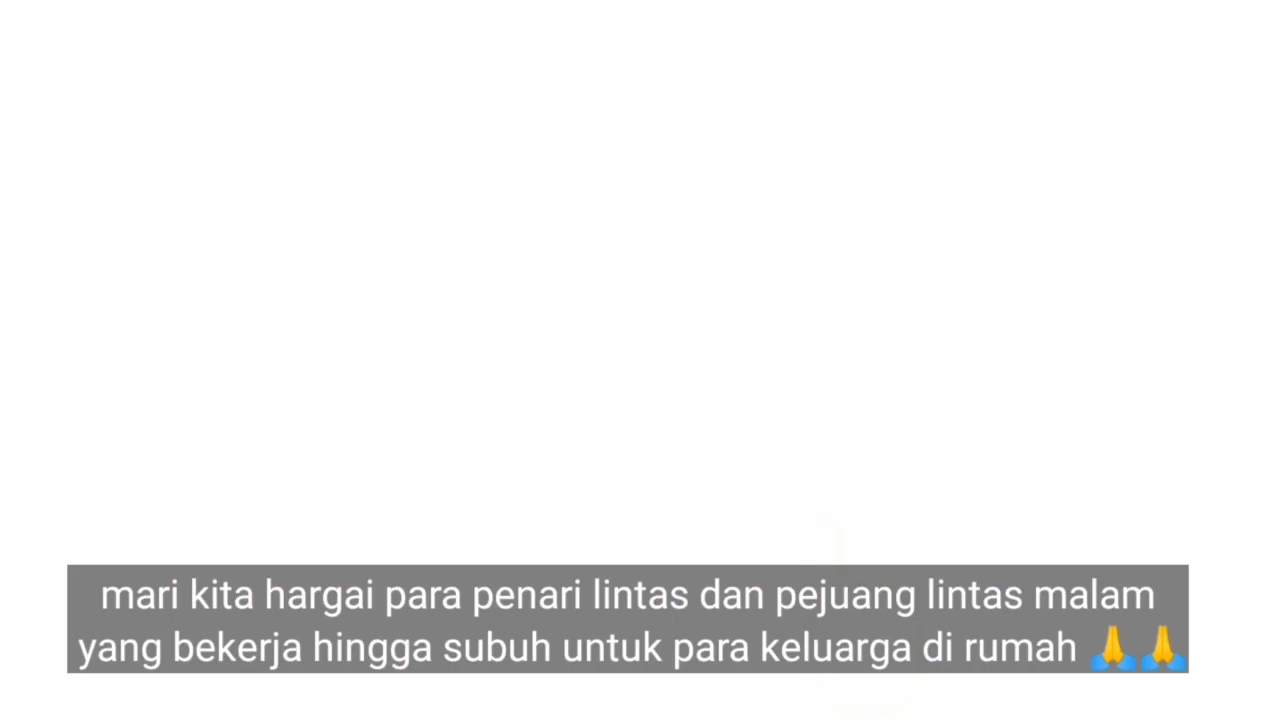 mari kita hargai para penari lintas dan pejuang lintas malam
yang bekerja hingga subuh untuk para keluarga di rumah 🙏🙏